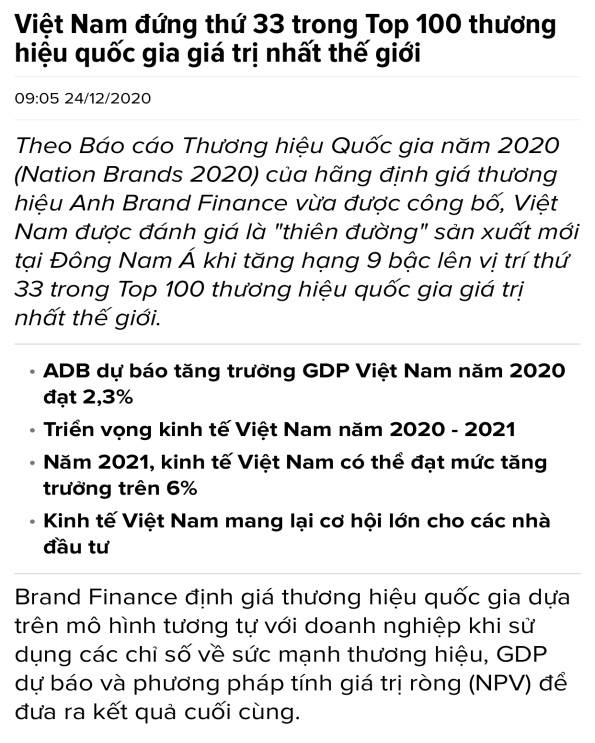 Việt Nam đứng thứ 33 trong Top 100 thương
hiệu quốc gia giá trị nhất thế giới
09:05 24/12/2020
Theo Báo cáo Thương hiệu Quốc gia năm 2020
(Nation Brands 2020) của hãng định giá thương
hiệu Anh Brand Finance vừa được công bố, Việt
Nam được đánh giá là "thiên đường" sản xuất mới
tại Đông Nam Á khi tăng hạng 9 bậc lên vị trí thứ
33 trong Top 100 thương hiệu quốc gia giá trị
nhất thế giới.
• ADB dự báo tăng trưởng GDP Việt Nam năm 2020
đạt 2,3%
• Triển vọng kinh tế Việt Nam năm 2020 - 2021
• Năm 2021, kinh tế Việt Nam có thể đạt mức tăng
trưởng trên 6%
• Kinh tế Việt Nam mang lại cơ hội lớn cho các nhà
đầu tư
Brand Finance định giá thương hiệu quốc gia dựa
trên mô hình tương tự với doanh nghiệp khi sử
dụng các chỉ số về sức mạnh thương hiệu, GDP
dự báo và phương pháp tính giá trị ròng (NPV) để
đưa ra kết quả cuối cùng.